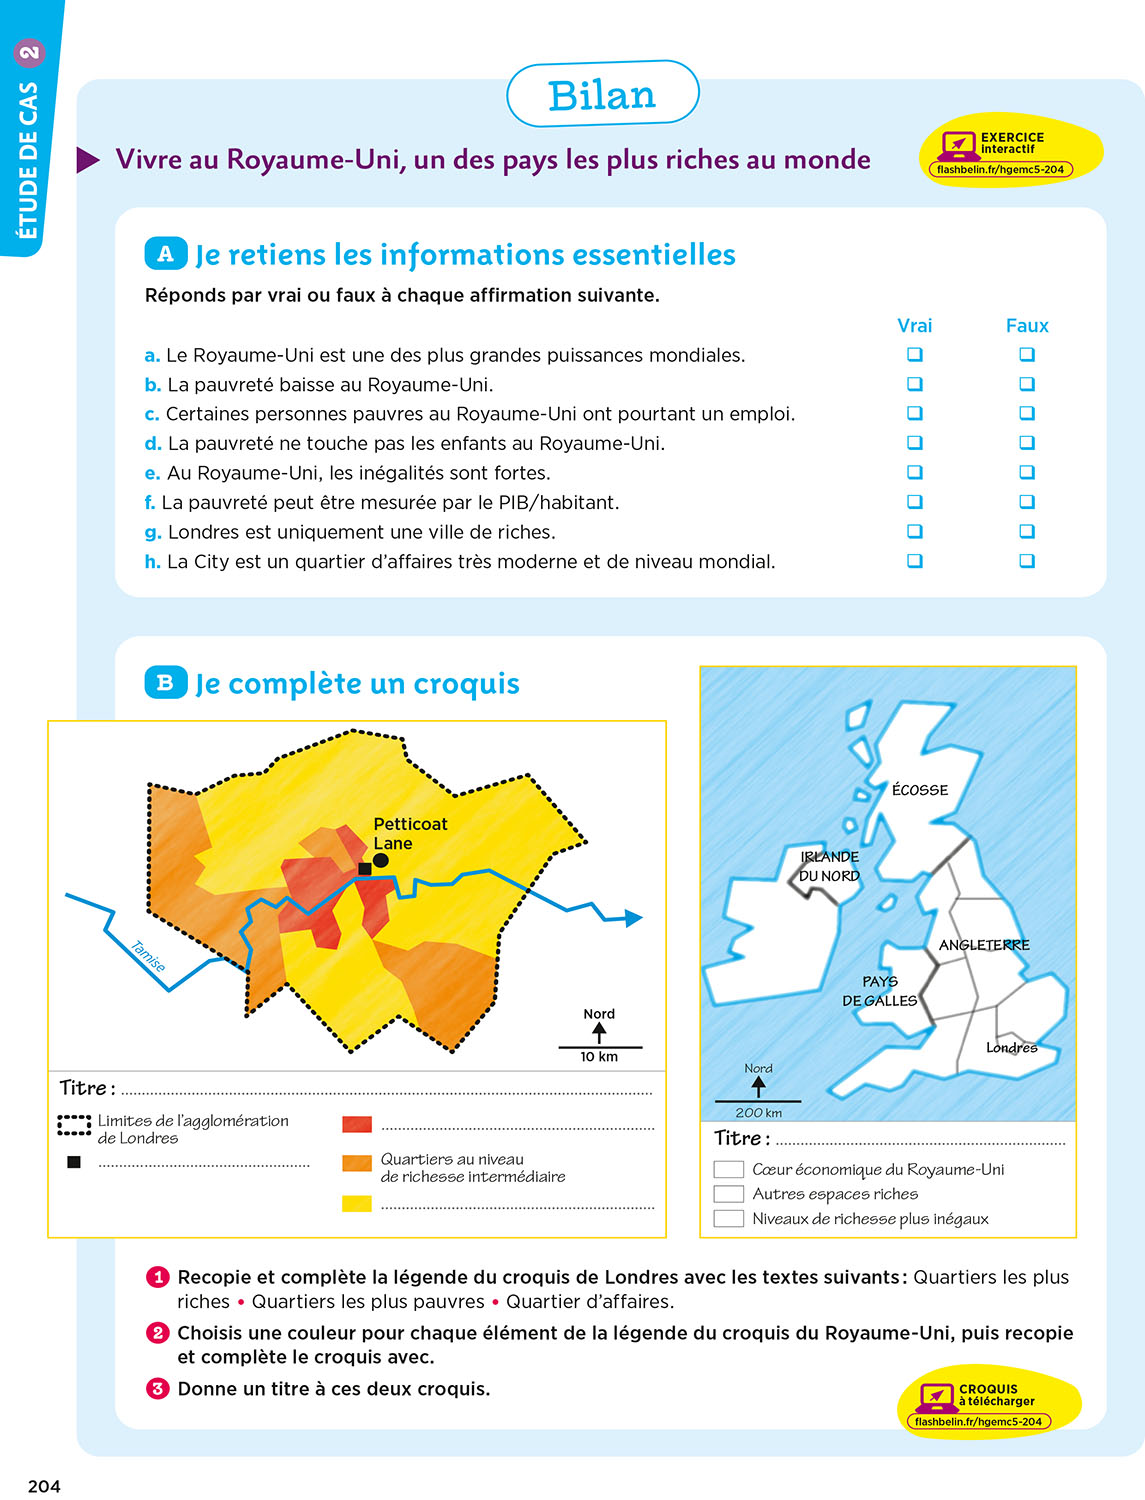 ÉTUDE DE CAS 2
Bilan
Vivre au Royaume-Uni, un des pays les plus riches au monde
EXERCICE
interactif
flashbelin.fr/hgemc5-204
A Je retiens les informations essentielles
Réponds par vrai ou faux à chaque affirmation suivante.
Vrai Faux
a. Le Royaume-Uni est une des plus grandes puissances mondiales.
b. La pauvreté baisse au Royaume-Uni.
c. Certaines personnes pauvres au Royaume-Uni ont pourtant un emploi.
d. La pauvreté ne touche pas les enfants au Royaume-Uni.
e. Au Royaume-Uni, les inégalités sont fortes.
f. La pauvreté peut être mesurée par le PIB/habitant.
g. Londres est uniquement une ville de riches.
h. La City est un quartier d'affaires très moderne et de niveau mondial.
B Je complète un croquis
Petticoat
Lane
Tamise
Nord
10 km
Titre : ................................................
Limites de l'agglomération
de Londres
................................................
................................................
Quartiers au niveau
de richesse intermédiaire
................................................
ÉCOSSE
IRLANDE
DU NORD
ANGLETERRE
PAYS
DE GALLES
Londres
Nord
200 km
Titre : ................................................
Cœur économique du Royaume-Uni
Autres espaces riches
Niveaux de richesse plus inégaux
1 Recopie et complète la légende du croquis de Londres avec les textes suivants : Quartiers les plus
riches • Quartiers les plus pauvres • Quartier d'affaires.
2 Choisis une couleur pour chaque élément de la légende du croquis du Royaume-Uni, puis recopie
et complète le croquis avec.
3 Donne un titre à ces deux croquis.
CROQUIS
à télécharger
flashbelin.fr/hgemc5-204
204